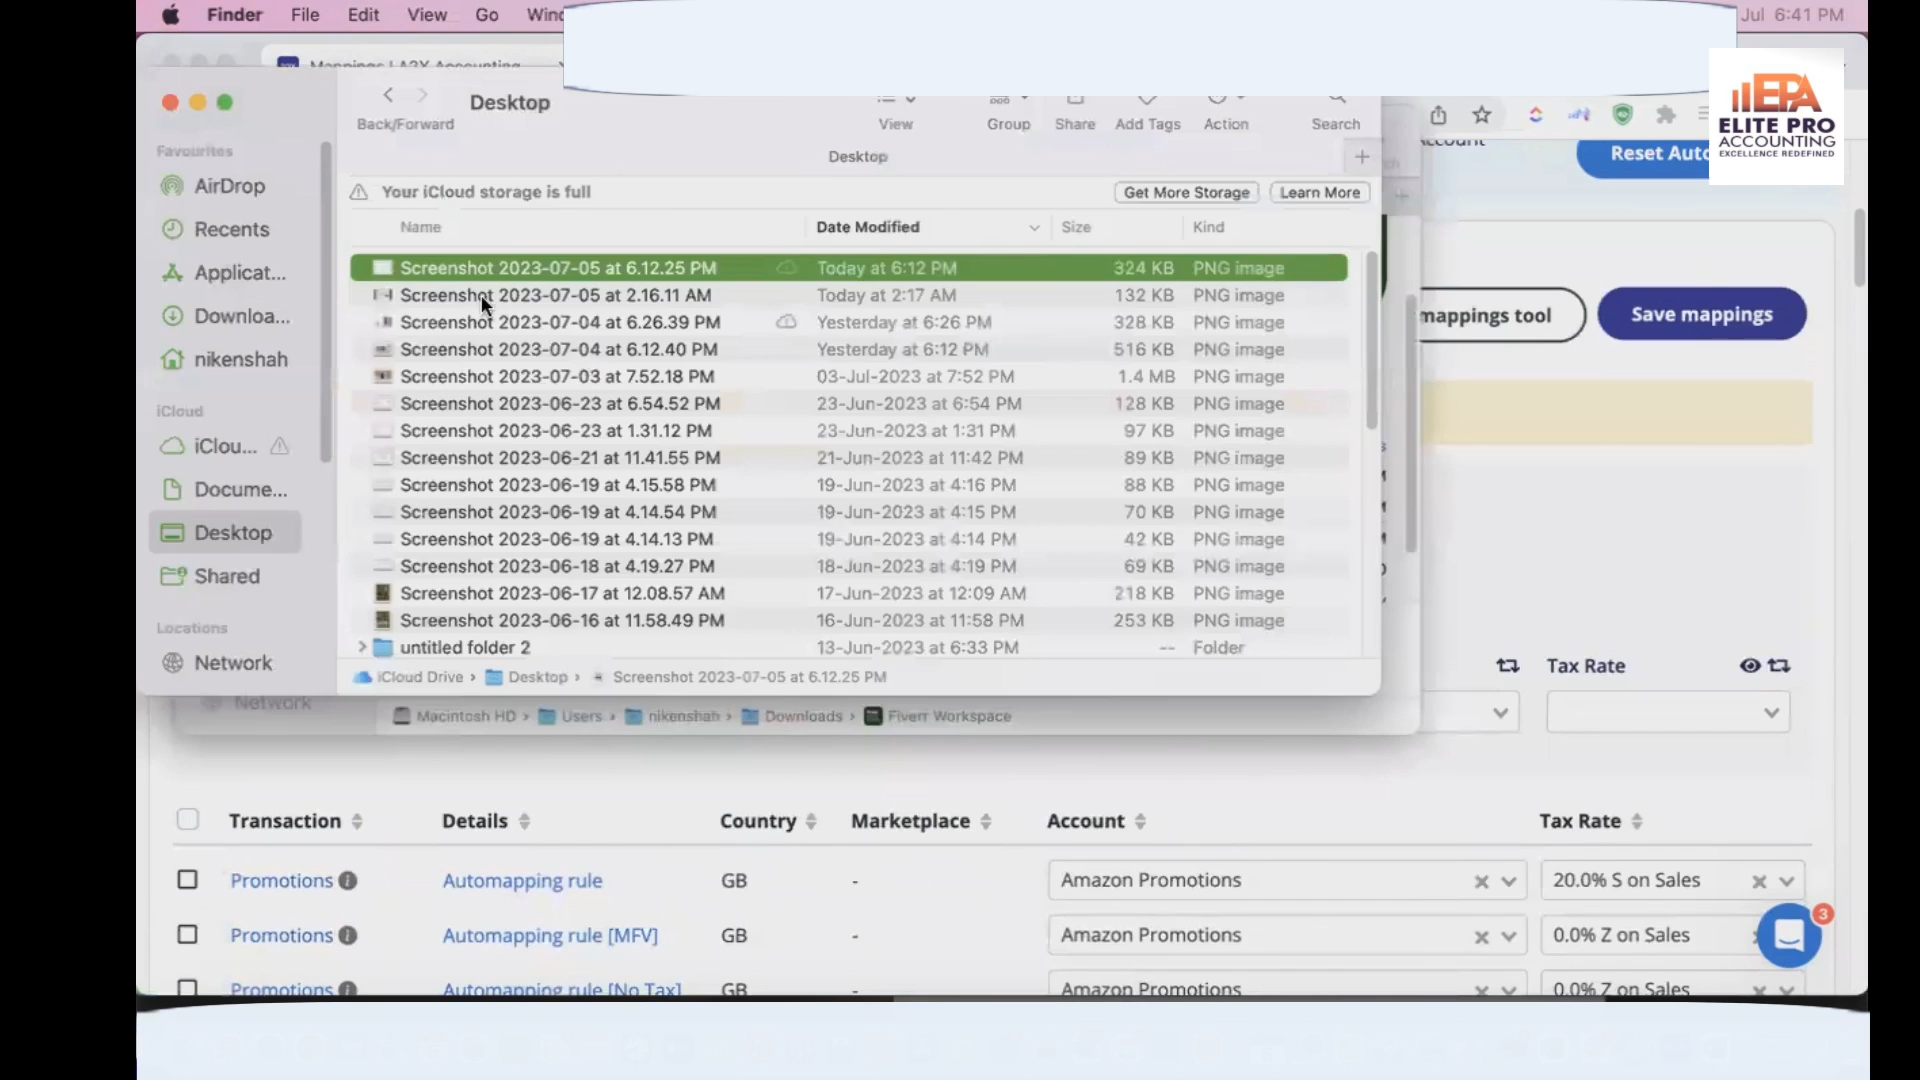 Finder File Edit View Go Jul 6:41 PM
EPA
ELITE PRO
ACCOUNTING
EXCELLENCE REDEFINED
Desktop
Back/Forward View Group Share Add Tags Action Search
Desktop
Favourites
AirDrop
Recents
Applicat...
Downloa...
nikenshah
iCloud
iClou...
Docume...
Desktop
Shared
Locations
Network
Your iCloud storage is full Get More Storage Learn More
Name Date Modified Size Kind
Screenshot 2023-07-05 at 6.12.25 PM Today at 6:12 PM 324 KB PNG image
Screenshot 2023-07-05 at 2.16.11 AM Today at 2:17 AM 132 KB PNG image
Screenshot 2023-07-04 at 6.26.39 PM Yesterday at 6:26 PM 328 KB PNG image
Screenshot 2023-07-04 at 6.12.40 PM Yesterday at 6:12 PM 516 KB PNG image
Screenshot 2023-07-03 at 7.52.18 PM 03-Jul-2023 at 7:52 PM 1.4 MB PNG image
Screenshot 2023-06-23 at 6.54.52 PM 23-Jun-2023 at 6:54 PM 128 KB PNG image
Screenshot 2023-06-23 at 1.31.12 PM 23-Jun-2023 at 1:31 PM 97 KB PNG image
Screenshot 2023-06-21 at 11.41.55 PM 21-Jun-2023 at 11:42 PM 89 KB PNG image
Screenshot 2023-06-19 at 4.15.58 PM 19-Jun-2023 at 4:16 PM 88 KB PNG image
Screenshot 2023-06-19 at 4.14.54 PM 19-Jun-2023 at 4:15 PM 70 KB PNG image
Screenshot 2023-06-19 at 4.14.13 PM 19-Jun-2023 at 4:14 PM 42 KB PNG image
Screenshot 2023-06-18 at 4.19.27 PM 18-Jun-2023 at 4:19 PM 69 KB PNG image
Screenshot 2023-06-17 at 12.08.57 AM 17-Jun-2023 at 12:09 AM 218 KB PNG image
Screenshot 2023-06-16 at 11.58.49 PM 16-Jun-2023 at 11:58 PM 253 KB PNG image
untitled folder 2 13-Jun-2023 at 6:33 PM -- Folder
iCloud Drive › Desktop › Screenshot 2023-07-05 at 6.12.25 PM
Network
Macintosh HD › Users › nikenshah › Downloads › Fiverr Workspace
Reset Auto
mappings tool Save mappings
Tax Rate
Transaction Details Country Marketplace Account Tax Rate
Promotions Automapping rule GB - Amazon Promotions 20.0% S on Sales
3
Promotions Automapping rule [MFV] GB - Amazon Promotions 0.0% Z on Sales
Promotions Automapping rule [No Tax] GB Amazon Promotions 0.0% Z on Sales